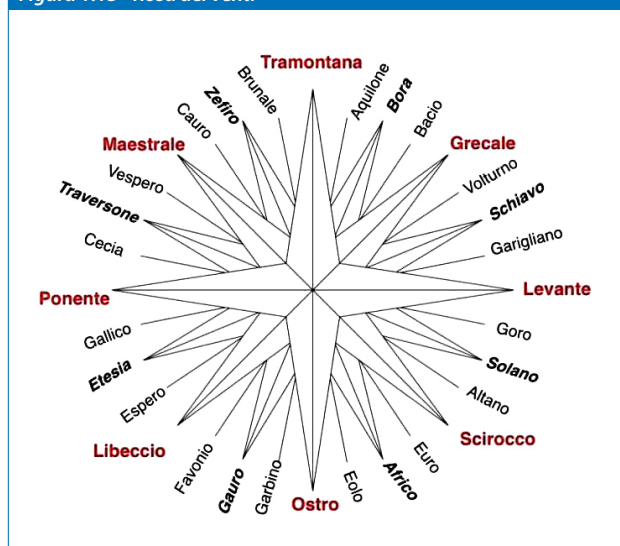 Tramontana
Aquilone
Bora
Bacio
Grecale
Volturno
Schiavo
Garigliano
Levante
Goro
Solano
Altano
Scirocco
Euro
Africo
Eolo
Ostro
Garbino
Gauro
Favonio
Libeccio
Espero
Etesia
Gallico
Ponente
Cecia
Traversone
Vespero
Maestrale
Cauro
Zefiro
Brunale